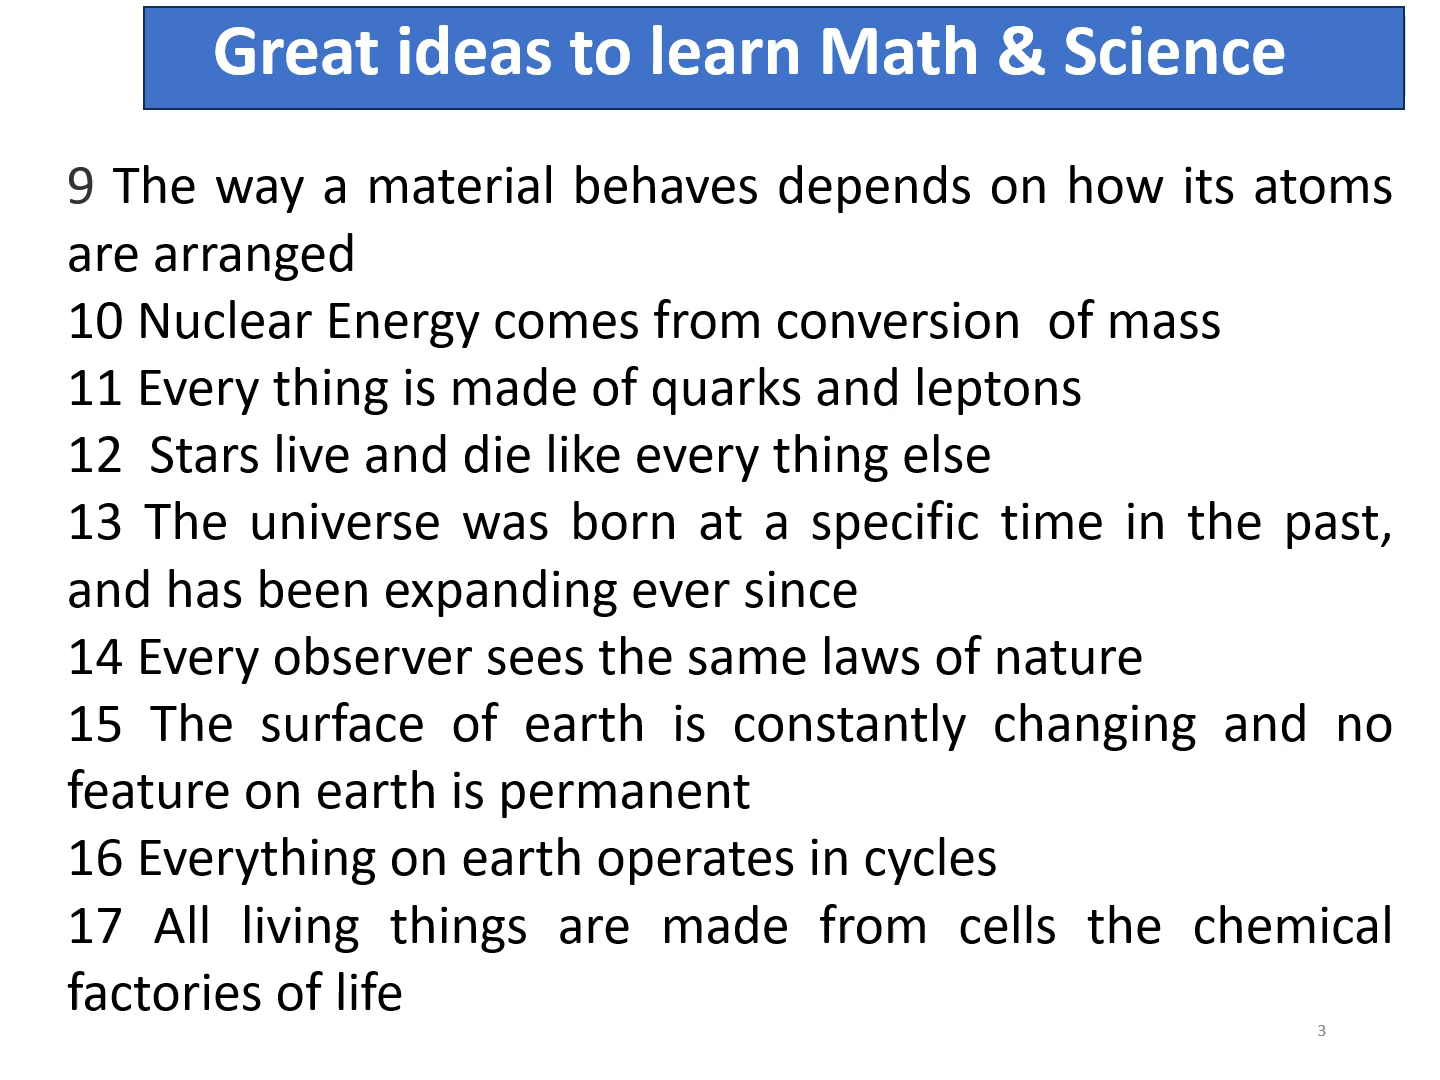 Great ideas to learn Math & Science
9 The way a material behaves depends on how its atoms
are arranged
10 Nuclear Energy comes from conversion  of mass
11 Every thing is made of quarks and leptons
12  Stars live and die like every thing else
13 The universe was born at a specific time in the past,
and has been expanding ever since
14 Every observer sees the same laws of nature
15 The surface of earth is constantly changing and no
feature on earth is permanent
16 Everything on earth operates in cycles
17 All living things are made from cells the chemical
factories of life
3